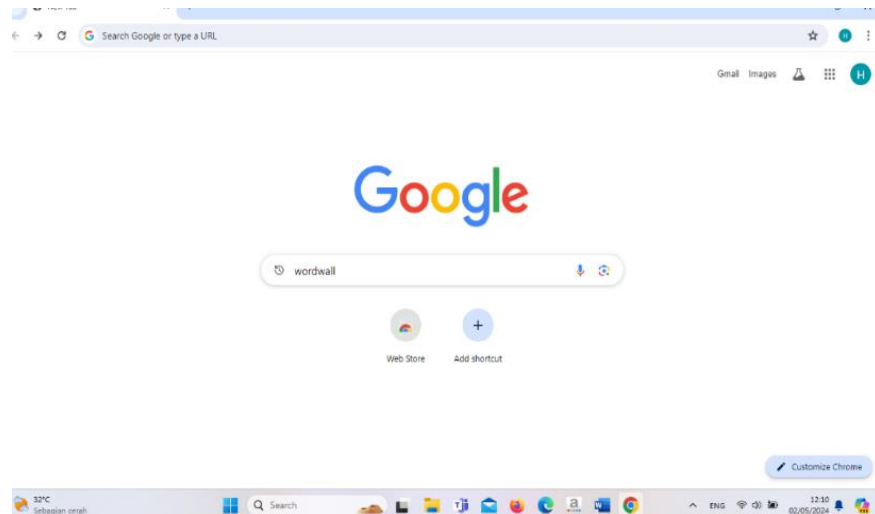 Search Google or type a URL
H
Gmail Images
H
Google
wordwall
Web Store
Add shortcut
Customize Chrome
32°C
Sebagian cerah
Search
a
ENG
12:10
02/05/2024